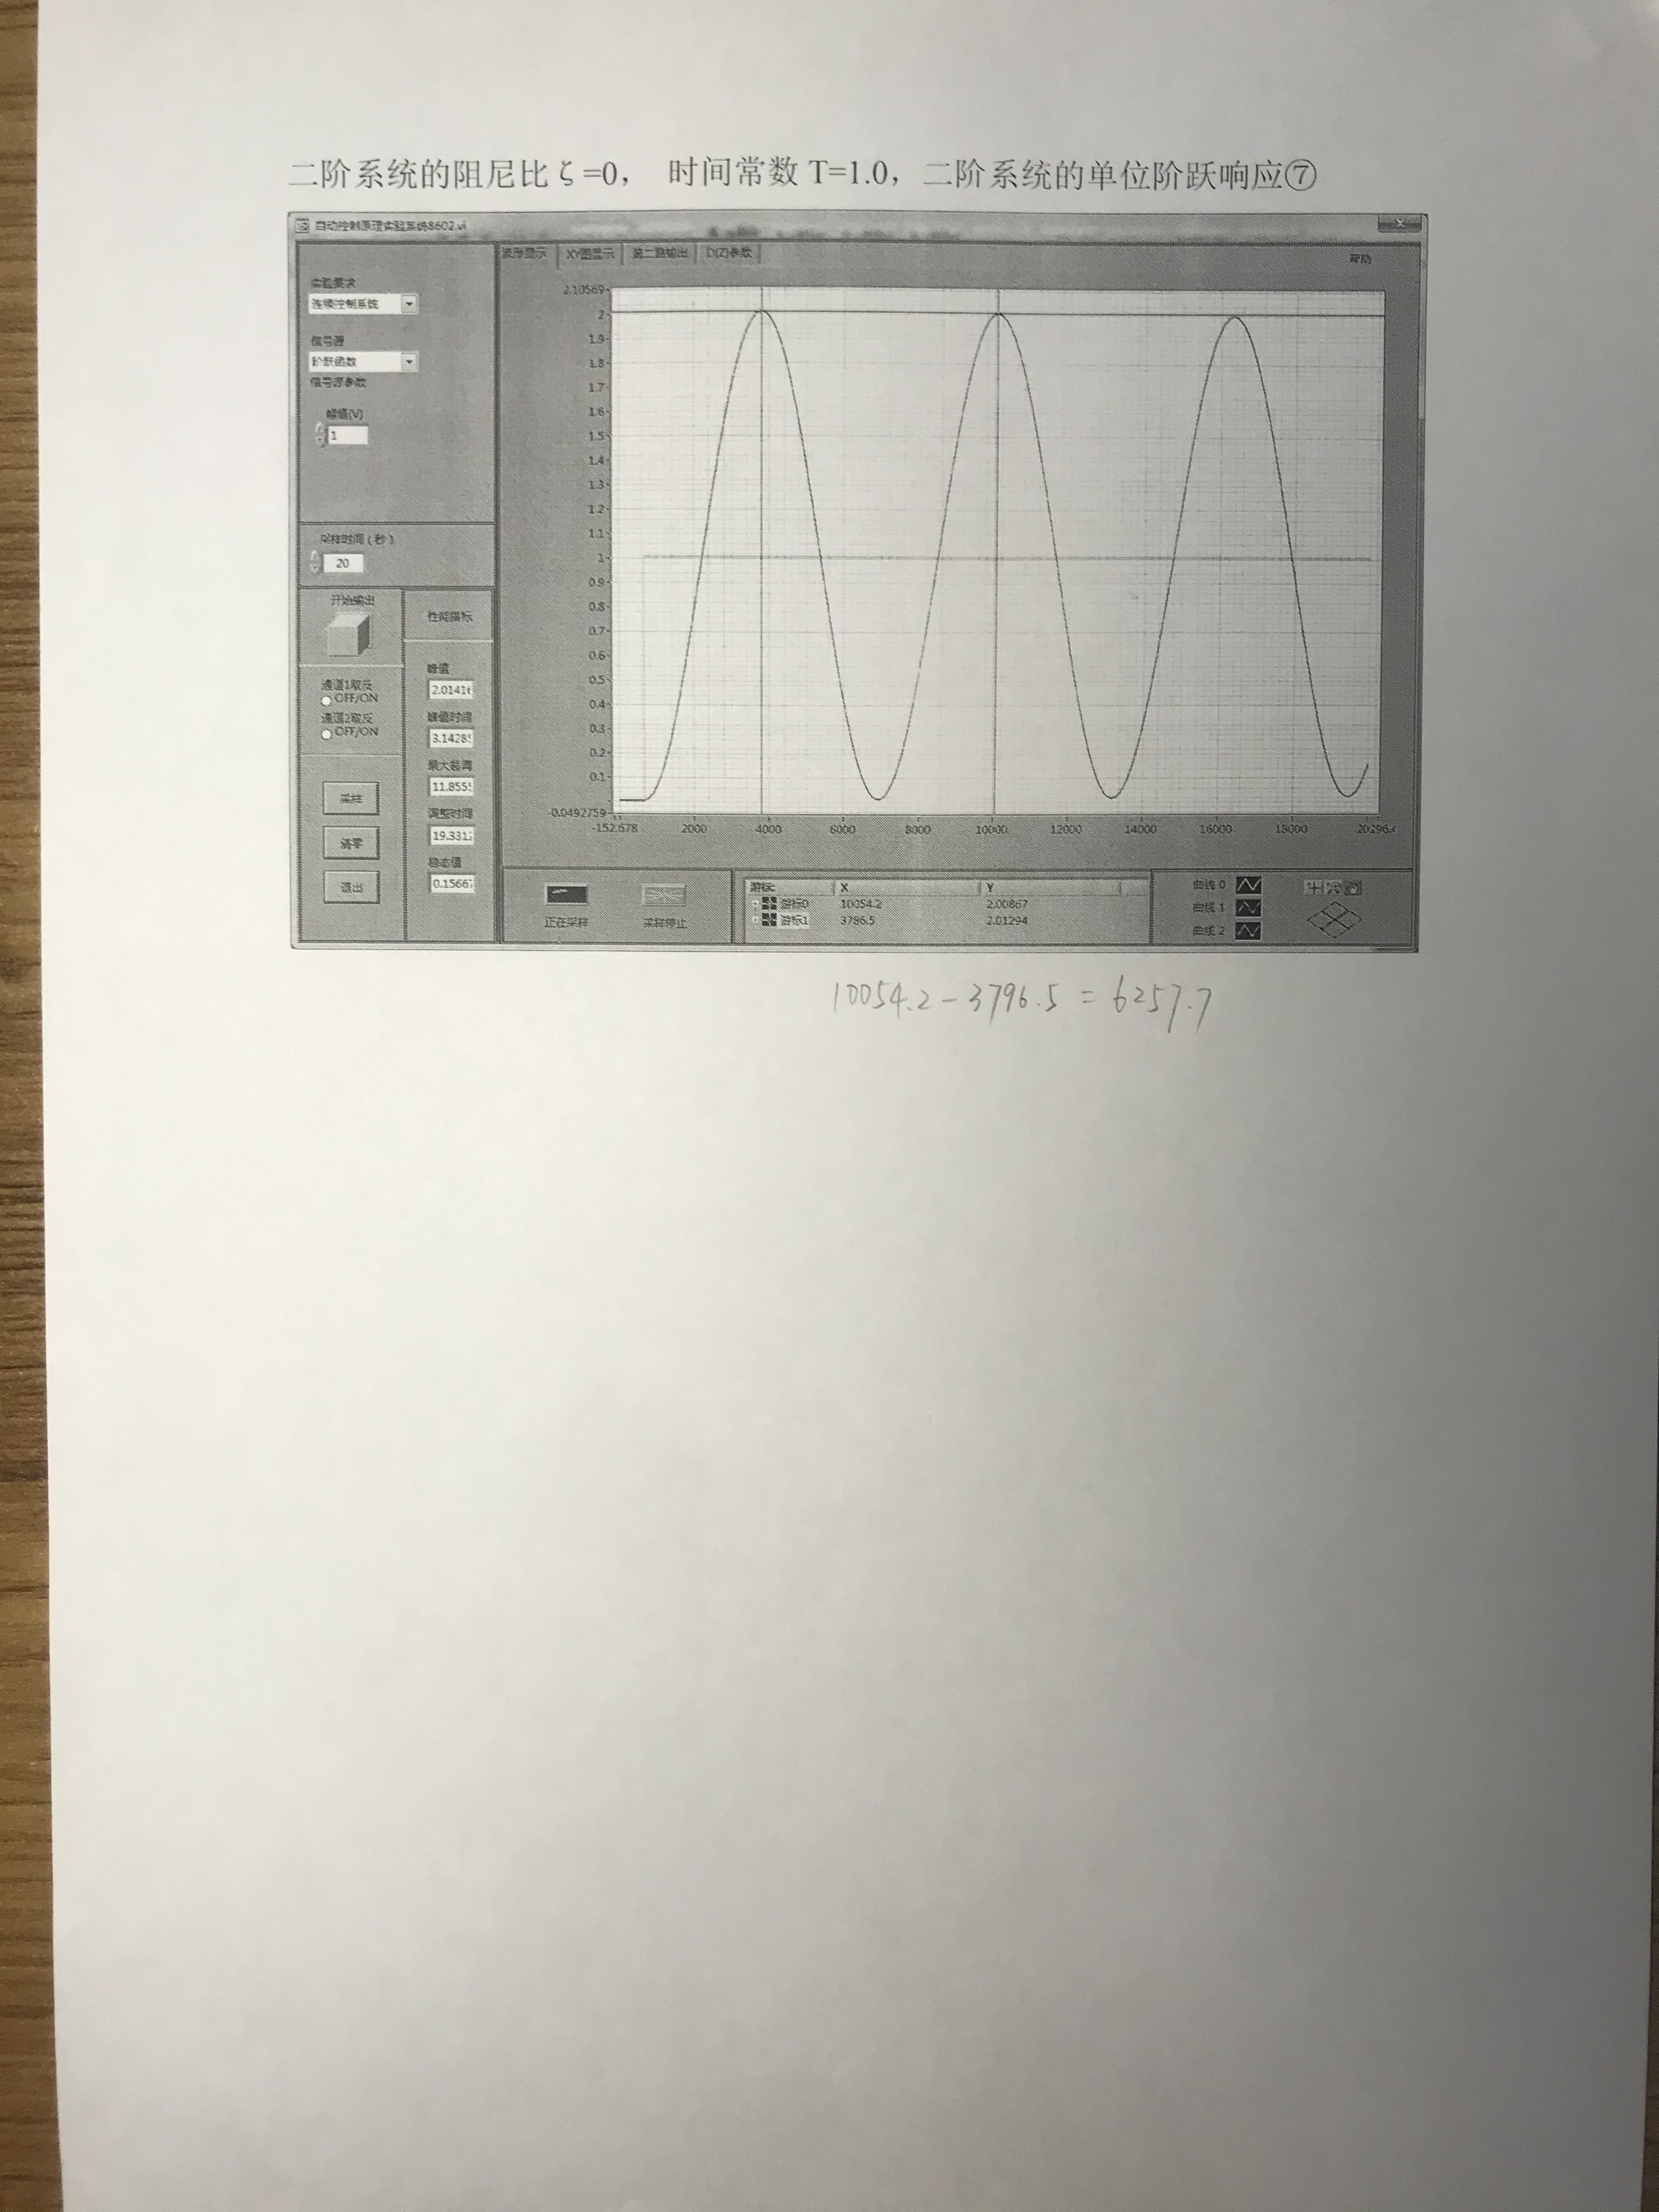 二阶系统的阻尼比ζ=0， 时间常数 T=1.0，二阶系统的单位阶跃响应⑦
自动控制原理实验系统8602.vi
波形显示 XY图显示 第二路输出 D(Z)参数
帮助
实验要求
连续控制系统
信号源
阶跃函数
信号源参数
幅值(V)
1
采样时间（秒）
20
开始输出
通道1取反
OFF/ON
通道2取反
OFF/ON
采样
清零
退出
性能指标
峰值
2.0141
峰值时间
3.1428
11.855
调整时间
19.331
稳态值
0.1566
2.10569
2
1.9
1.8
1.7
1.6
1.5
1.4
1.3
1.2
1.1
1
0.9
0.8
0.7
0.6
0.5
0.4
0.3
0.2
0.1
-0.0492759
-152.678 2000 4000 6000 8000 10000 12000 14000 16000 18000 20296.4
正在采样 采样停止
游标: X Y
游标0 10054.2 2.00867
游标1 3786.5 2.01294
曲线 0
曲线 1
曲线 2
10054.2-3796.5 = 6257.7